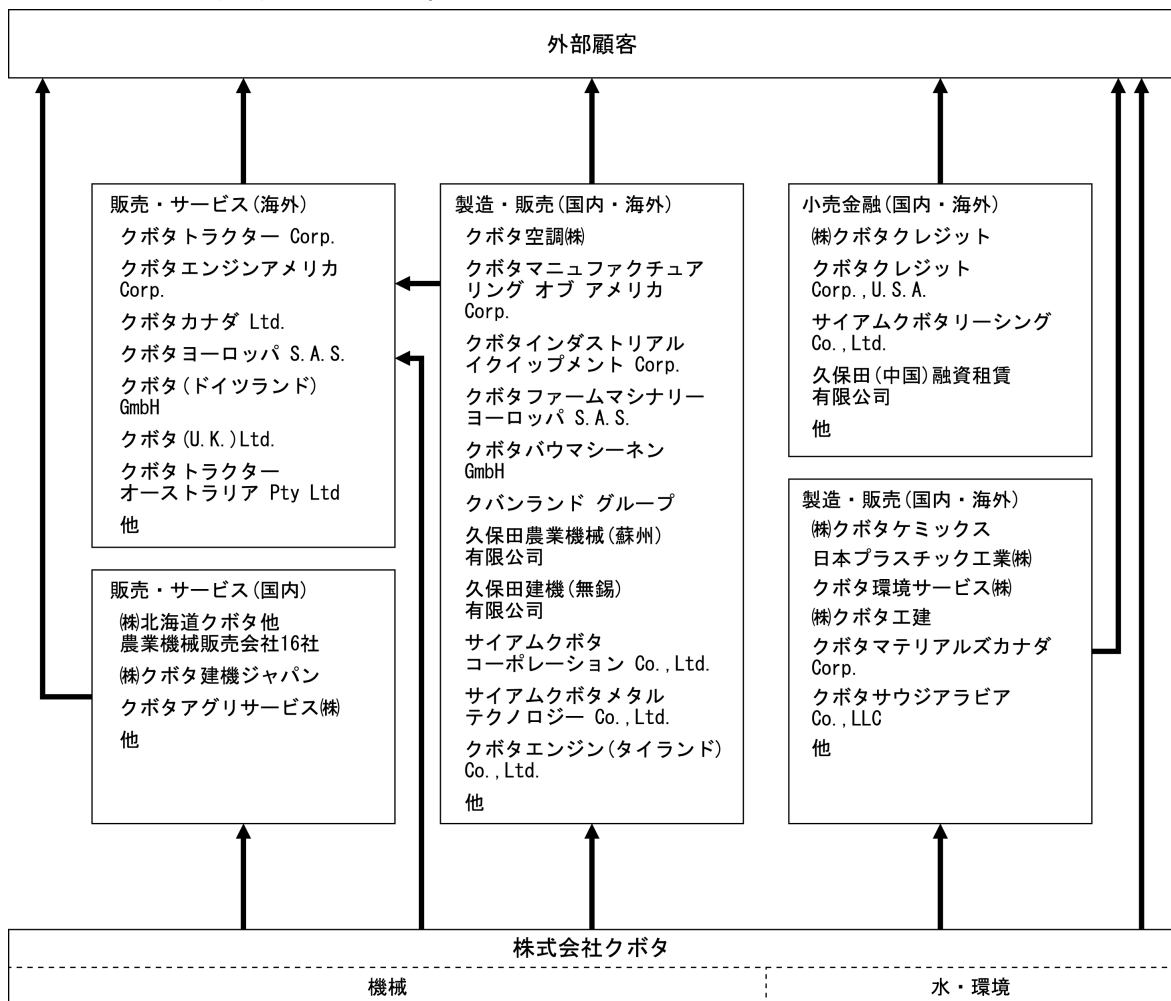 外部顧客
販売・サービス(海外)
クボタトラクター Corp.
クボタエンジンアメリカ
Corp.
クボタカナダ Ltd.
クボタヨーロッパ S.A.S.
クボタ(ドイツランド)
GmbH
クボタ(U.K.)Ltd.
クボタトラクター
オーストラリア Pty Ltd
他
販売・サービス(国内)
㈱北海道クボタ他
農業機械販売会社16社
㈱クボタ建機ジャパン
クボタアグリサービス㈱
他
製造・販売(国内・海外)
クボタ空調㈱
クボタマニュファクチュア
リング オブ アメリカ
Corp.
クボタインダストリアル
イクイップメント Corp.
クボタファームマシナリー
ヨーロッパ S.A.S.
クボタバウマシーネン
GmbH
クバンランド グループ
久保田農業機械(蘇州)
有限公司
久保田建機(無錫)
有限公司
サイアムクボタ
コーポレーション Co.,Ltd.
サイアムクボタメタル
テクノロジー Co.,Ltd.
クボタエンジン(タイランド)
Co.,Ltd.
他
小売金融(国内・海外)
㈱クボタクレジット
クボタクレジット
Corp.,U.S.A.
サイアムクボタリーシング
Co.,Ltd.
久保田(中国)融資租賃
有限公司
他
製造・販売(国内・海外)
㈱クボタケミックス
日本プラスチック工業㈱
クボタ環境サービス㈱
㈱クボタ工建
クボタマテリアルズカナダ
Corp.
クボタサウジアラビア
Co.,LLC
他
株式会社クボタ
機械
水・環境